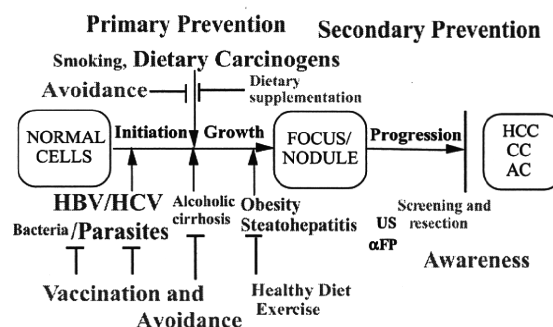 Primary Prevention
Secondary Prevention
Smoking, Dietary Carcinogens
Avoidance
Dietary
supplementation
NORMAL
CELLS
Initiation
Growth
FOCUS/
NODULE
Progression
HCC
CC
AC
HBV/HCV
Bacteria/Parasites
Alcoholic
cirrhosis
Obesity
Steatohepatitis
US
αFP
Screening and
resection
Awareness
Vaccination and
Avoidance
Healthy Diet
Exercise